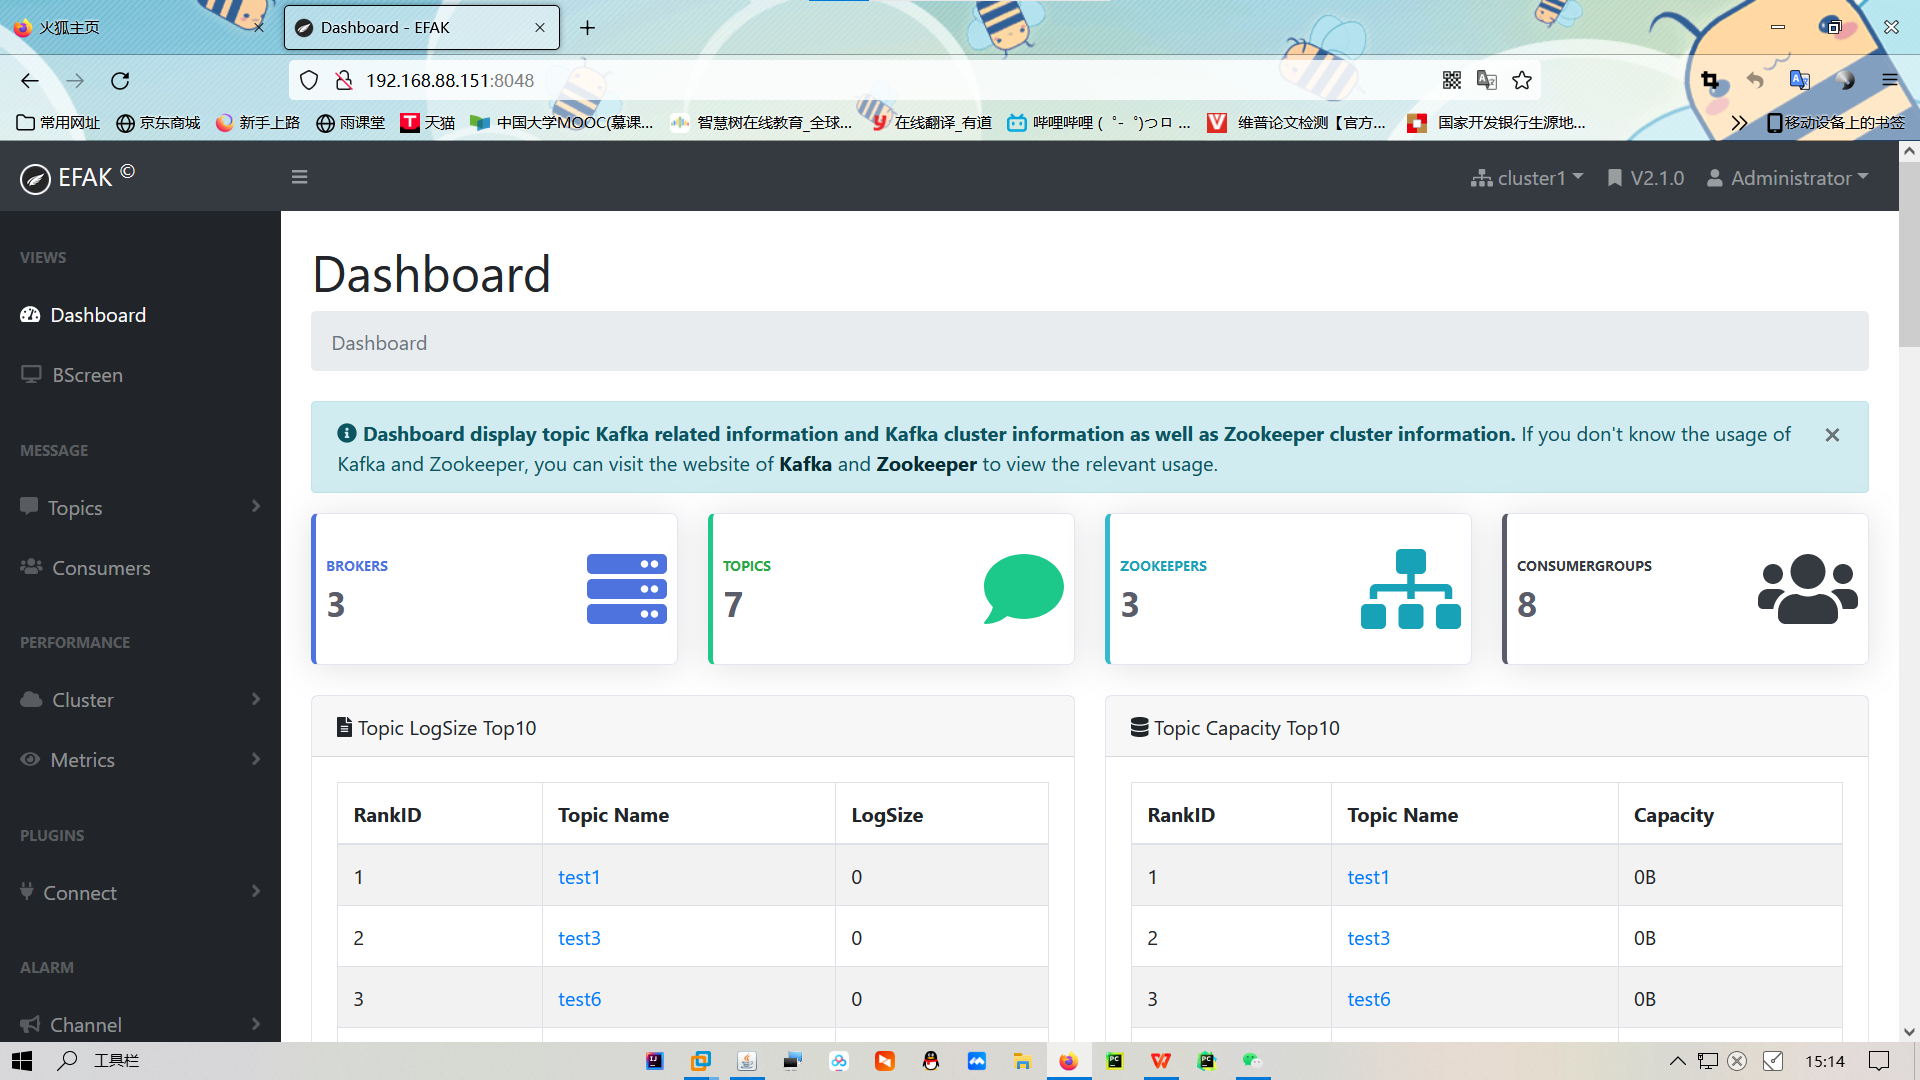 火狐主页
Dashboard - EFAK
192.168.88.151:8048
常用网址 京东商城 新手上路 雨课堂 天猫 中国大学MOOC(慕课... 智慧树在线教育_全球... 在线翻译_有道 哔哩哔哩 ( ゜- ゜)つロ ... 维普论文检测【官方... 国家开发银行生源地... 移动设备上的书签
EFAK ©
cluster1 V2.1.0 Administrator
VIEWS
Dashboard
BScreen
MESSAGE
Topics
Consumers
PERFORMANCE
Cluster
Metrics
PLUGINS
Connect
ALARM
Channel
Dashboard
Dashboard
Dashboard display topic Kafka related information and Kafka cluster information as well as Zookeeper cluster information. If you don't know the usage of
Kafka and Zookeeper, you can visit the website of Kafka and Zookeeper to view the relevant usage.
BROKERS
3
TOPICS
7
ZOOKEEPERS
3
CONSUMERGROUPS
8
Topic LogSize Top10
RankID Topic Name LogSize
1 test1 0
2 test3 0
3 test6 0
Topic Capacity Top10
RankID Topic Name Capacity
1 test1 0B
2 test3 0B
3 test6 0B
工具栏
15:14